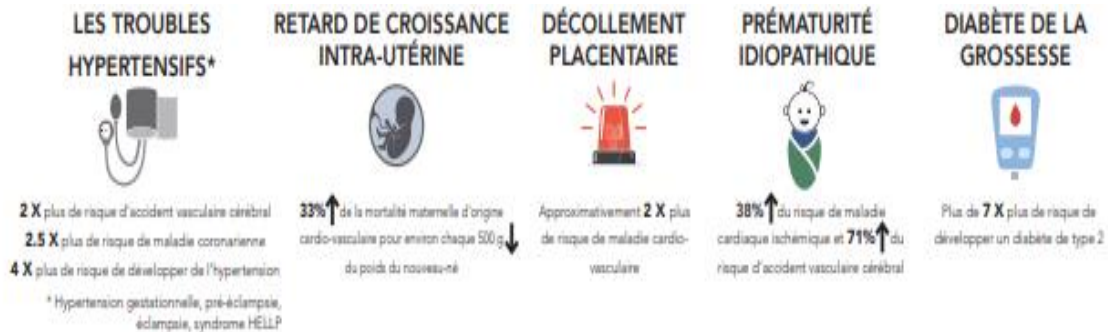 LES TROUBLES
HYPERTENSIFS*
2 X plus de risque d'accident vasculaire cérébral
2.5 X plus de risque de maladie coronarienne
4 X plus de risque de développer de l'hypertension
* Hypertension gestationnelle, pré-éclampsie,
éclampsie, syndrome HELLP
RETARD DE CROISSANCE
INTRA-UTÉRINE
33% de la mortalité maternelle d'origine
cardio-vasculaire pour environ chaque 500 g
du poids du nouveau-né
DÉCOLLEMENT
PLACENTAIRE
Approximativement 2 X plus
de risque de maladie cardio-
vasculaire
PRÉMATURITÉ
IDIOPATHIQUE
38% du risque de maladie
cardiaque ischémique et 71% du
risque d'accident vasculaire cérébral
DIABÈTE DE LA
GROSSESSE
Plus de 7 X plus de risque de
développer un diabète de type 2